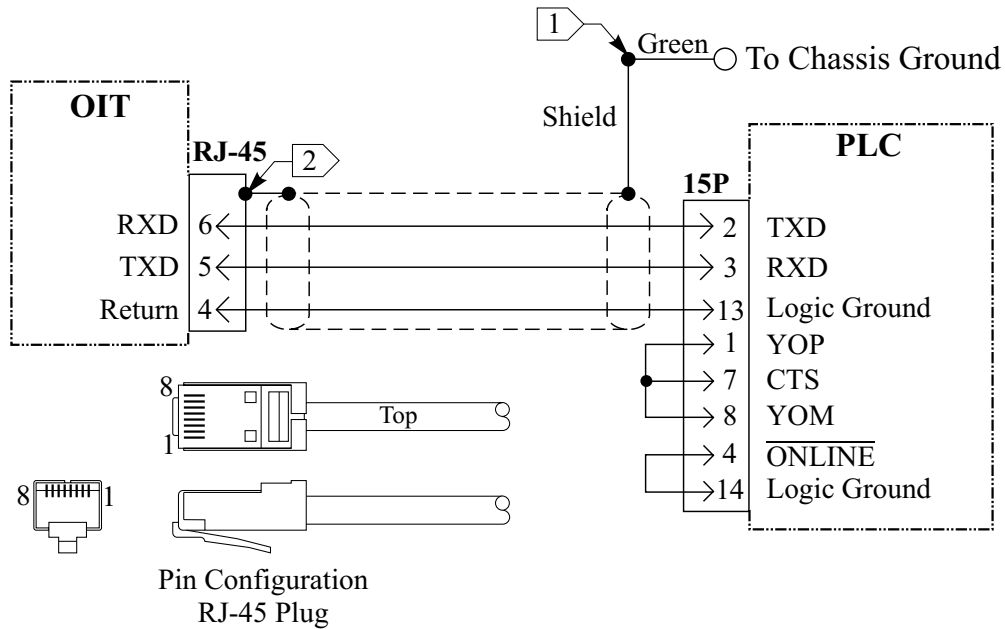 1
Green
To Chassis Ground
Shield
OIT
RJ-45
2
PLC
15P
RXD 6
2 TXD
TXD 5
3 RXD
Return 4
13 Logic Ground
1 YOP
7 CTS
8 YOM
4 ONLINE
14 Logic Ground
8
Top
1
8 1
Pin Configuration
RJ-45 Plug